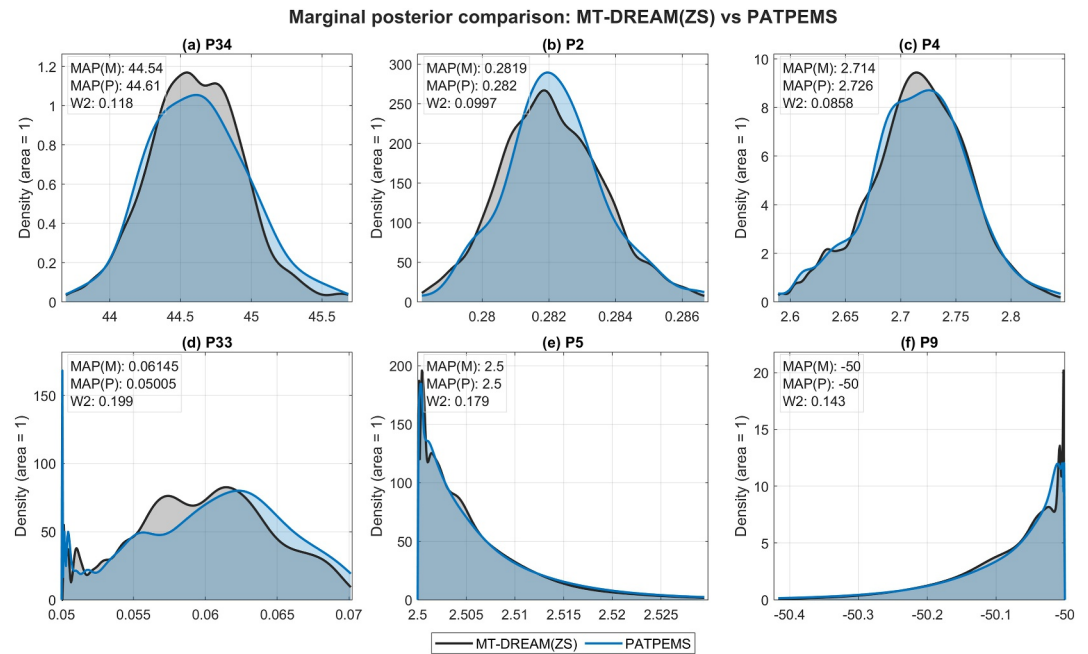 Marginal posterior comparison: MT-DREAM(ZS) vs PATPEMS
(a) P34
MAP(M): 44.54
MAP(P): 44.61
W2: 0.118
Density (area = 1)
0
0.2
0.4
0.6
0.8
1
1.2
44
44.5
45
45.5
(b) P2
MAP(M): 0.2819
MAP(P): 0.282
W2: 0.0997
Density (area = 1)
0
50
100
150
200
250
300
0.28
0.282
0.284
0.286
(c) P4
MAP(M): 2.714
MAP(P): 2.726
W2: 0.0858
Density (area = 1)
0
2
4
6
8
10
2.6
2.65
2.7
2.75
2.8
(d) P33
MAP(M): 0.06145
MAP(P): 0.05005
W2: 0.199
Density (area = 1)
0
50
100
150
0.05
0.055
0.06
0.065
0.07
(e) P5
MAP(M): 2.5
MAP(P): 2.5
W2: 0.179
Density (area = 1)
0
50
100
150
200
2.5
2.505
2.51
2.515
2.52
2.525
(f) P9
MAP(M): -50
MAP(P): -50
W2: 0.143
Density (area = 1)
0
5
10
15
20
-50.4
-50.3
-50.2
-50.1
-50
MT-DREAM(ZS) PATPEMS